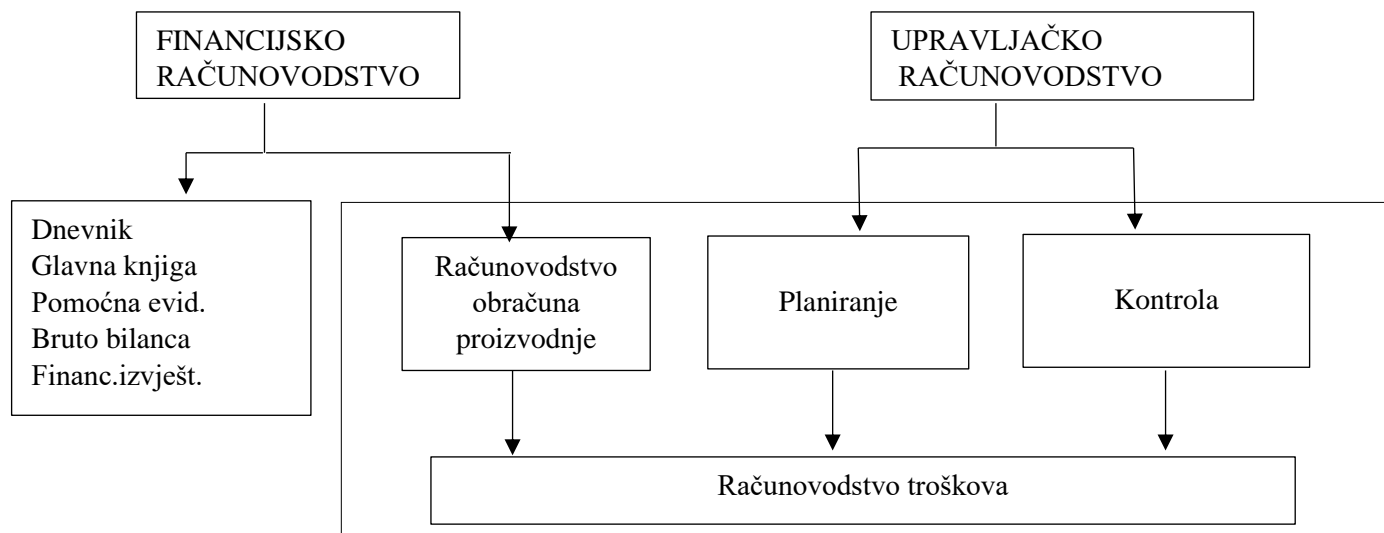 FINANCIJSKO
RAČUNOVODSTVO
UPRAVLJAČKO
RAČUNOVODSTVO
Dnevnik
Glavna knjiga
Pomoćna evid.
Bruto bilanca
Financ.izvješt.
Računovodstvo
obračuna
proizvodnje
Planiranje
Kontrola
Računovodstvo troškova